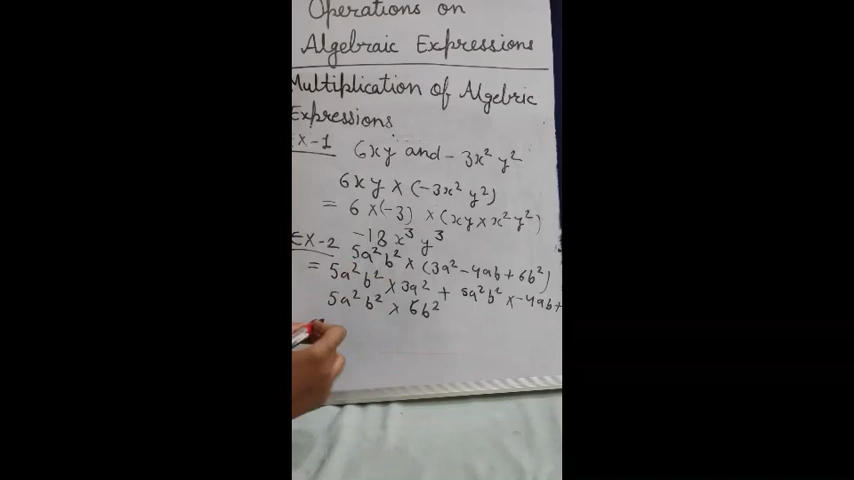 Operations on
Algebraic Expressions
Multiplication of Algebric
Expressions
EX-1 6xy and - 3x² y²
6xy × (-3x² y²)
= 6 ×(-3) × (xy × x² y²)
-18 x³ y³
EX-2 5a² b² × (3a² - 4ab + 6b²)
= 5a² b² × 3a² + 5a² b² × -4ab +
5a² b² × 6b²